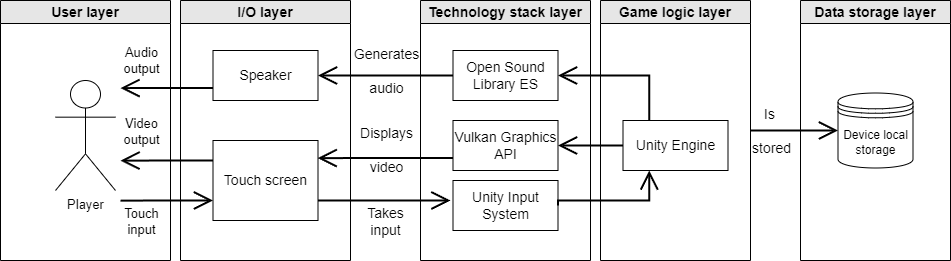 User layer
I/O layer
Technology stack layer
Game logic layer
Data storage layer
Audio
output
Speaker
Generates
audio
Open Sound
Library ES
Video
output
Touch screen
Displays
video
Vulkan Graphics
API
Unity Engine
Is
stored
Device local
storage
Player
Touch
input
Takes
input
Unity Input
System